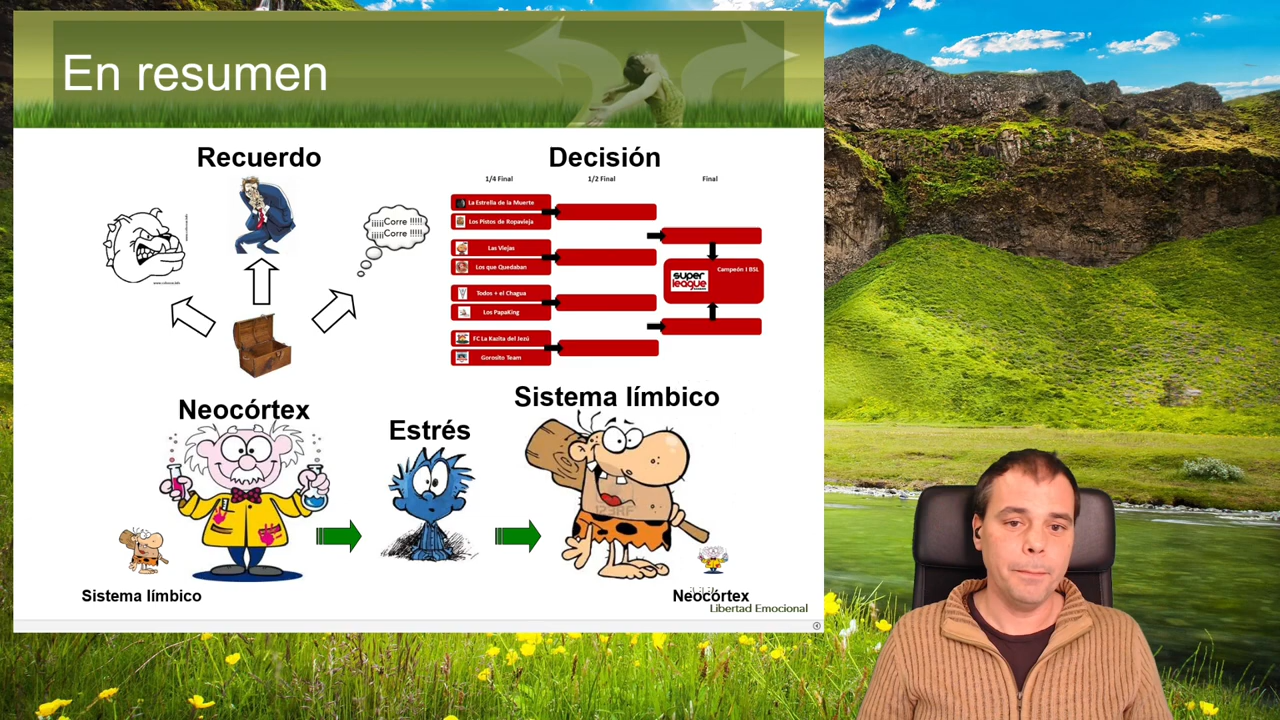 En resumen
Recuerdo
Decisión
1/4 Final
1/2 Final
Final
¡¡¡¡¡Corre !!!!!
¡¡¡¡¡Corre !!!!!
La Estrella de la Muerte
Los Pistos de Ropavieja
Las Viejas
Los que Quedaban
Todos + el Chagua
Los PapaKing
FC La Kazita del Jezú
Gorosito Team
Campeón I BSL
super
league
Neocórtex
Estrés
Sistema límbico
123RF
Sistema límbico
Neocórtex
Libertad Emocional